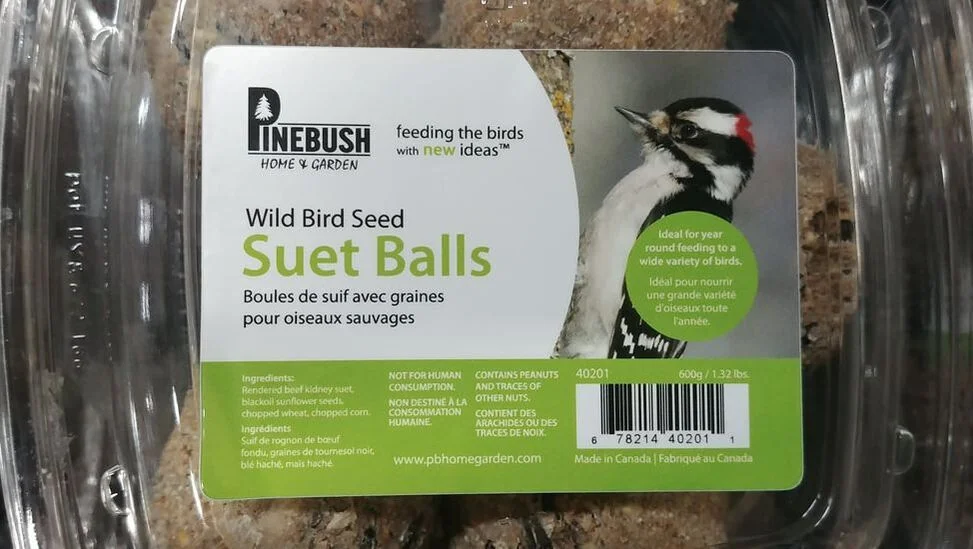 PINEBUSH
HOME & GARDEN
feeding the birds
with new ideas™
Wild Bird Seed
Suet Balls
Boules de suif avec graines
pour oiseaux sauvages
Ideal for year
round feeding to a
wide variety of birds.
Idéal pour nourrir
une grande variété
d'oiseaux toute
l'année.
Ingredients:
Rendered beef kidney suet,
blackoil sunflower seeds,
chopped wheat, chopped corn.
Ingrédients
Suif de rognon de bœuf
fondu, graines de tournesol noir,
blé haché, maïs haché.
NOT FOR HUMAN
CONSUMPTION.
NON DESTINÉ À LA
CONSOMMATION
HUMAINE.
CONTAINS PEANUTS
AND TRACES OF
OTHER NUTS.
CONTIENT DES
ARACHIDES OU DES
TRACES DE NOIX.
www.pbhomegarden.com
40201 600g / 1.32 lbs.
6 78214 40201 1
Made in Canada | Fabriqué au Canada